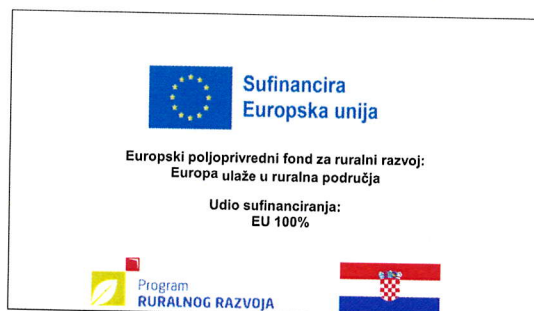 Sufinancira
Europska unija
Europski poljoprivredni fond za ruralni razvoj:
Europa ulaže u ruralna područja
Udio sufinanciranja:
EU 100%
Program
RURALNOG RAZVOJA